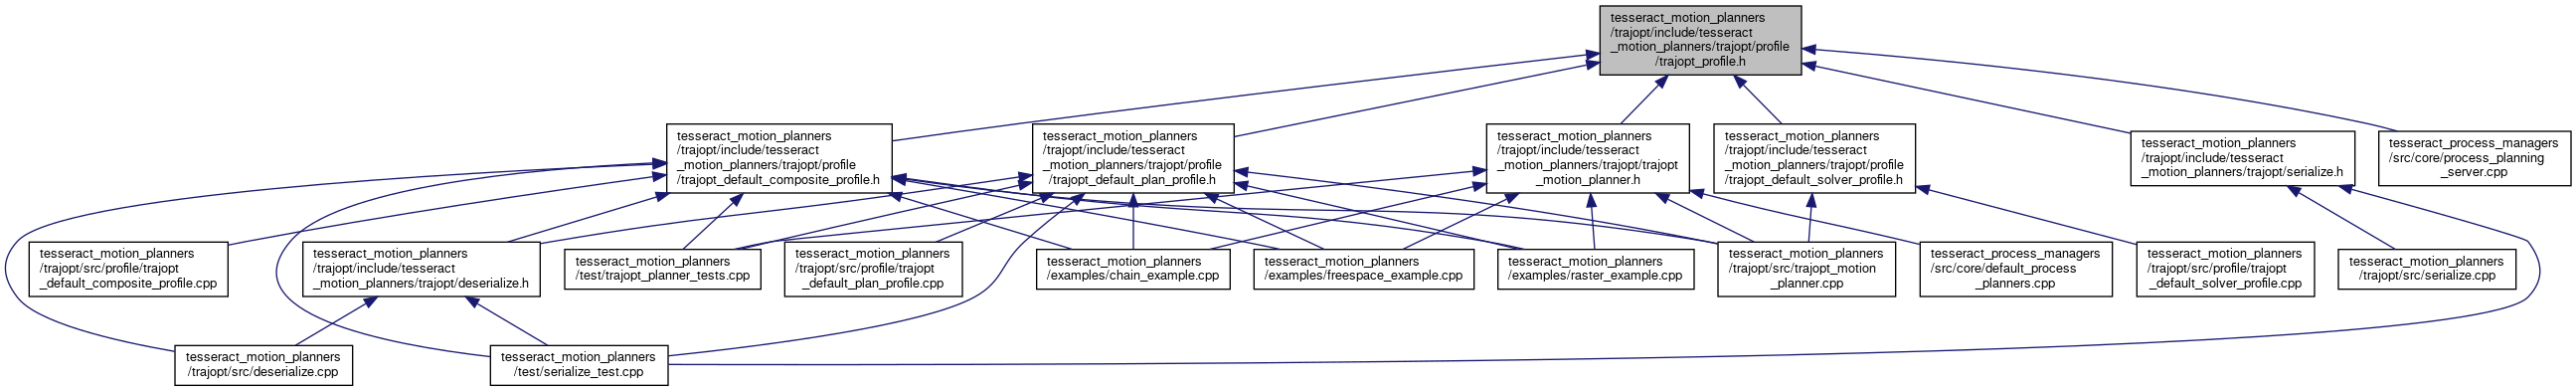 tesseract_motion_planners
/trajopt/include/tesseract
_motion_planners/trajopt/profile
/trajopt_profile.h
tesseract_motion_planners
/trajopt/include/tesseract
_motion_planners/trajopt/profile
/trajopt_default_composite_profile.h
tesseract_motion_planners
/trajopt/include/tesseract
_motion_planners/trajopt/profile
/trajopt_default_plan_profile.h
tesseract_motion_planners
/trajopt/include/tesseract
_motion_planners/trajopt/trajopt
_motion_planner.h
tesseract_motion_planners
/trajopt/include/tesseract
_motion_planners/trajopt/profile
/trajopt_default_solver_profile.h
tesseract_motion_planners
/trajopt/include/tesseract
_motion_planners/trajopt/serialize.h
tesseract_process_managers
/src/core/process_planning
_server.cpp
tesseract_motion_planners
/trajopt/src/profile/trajopt
_default_composite_profile.cpp
tesseract_motion_planners
/trajopt/include/tesseract
_motion_planners/trajopt/deserialize.h
tesseract_motion_planners
/test/trajopt_planner_tests.cpp
tesseract_motion_planners
/trajopt/src/profile/trajopt
_default_plan_profile.cpp
tesseract_motion_planners
/examples/chain_example.cpp
tesseract_motion_planners
/examples/freespace_example.cpp
tesseract_motion_planners
/examples/raster_example.cpp
tesseract_motion_planners
/trajopt/src/trajopt_motion
_planner.cpp
tesseract_process_managers
/src/core/default_process
_planners.cpp
tesseract_motion_planners
/trajopt/src/profile/trajopt
_default_solver_profile.cpp
tesseract_motion_planners
/trajopt/src/serialize.cpp
tesseract_motion_planners
/trajopt/src/deserialize.cpp
tesseract_motion_planners
/test/serialize_test.cpp